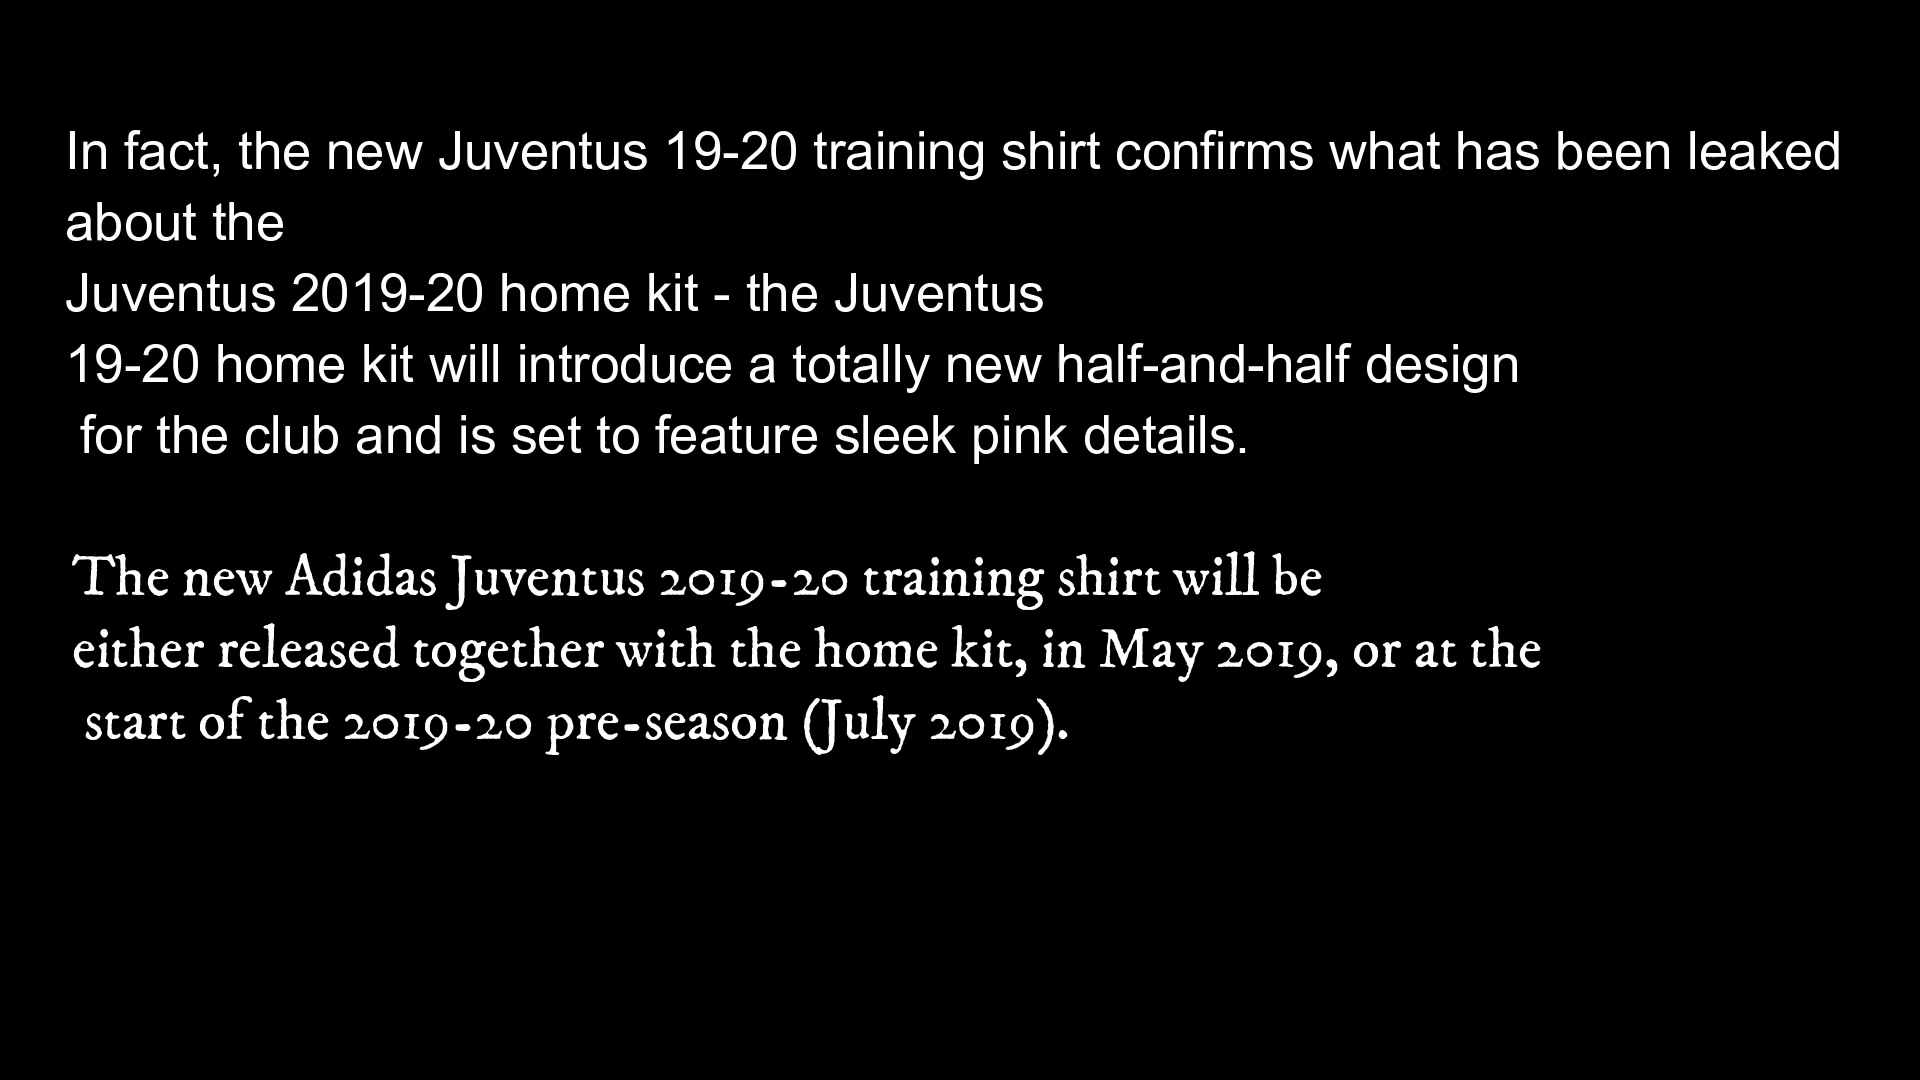 In fact, the new Juventus 19-20 training shirt confirms what has been leaked
about the
Juventus 2019-20 home kit - the Juventus
19-20 home kit will introduce a totally new half-and-half design
for the club and is set to feature sleek pink details.
The new Adidas Juventus 2019-20 training shirt will be
either released together with the home kit, in May 2019, or at the
start of the 2019-20 pre-season (July 2019).